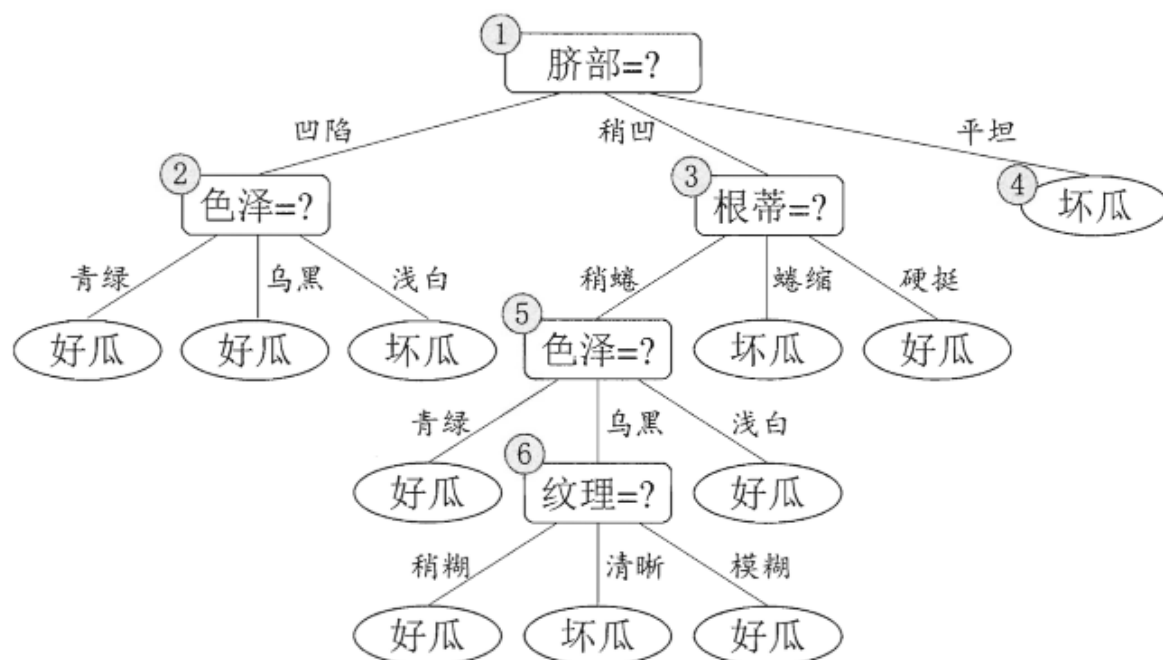 ① 脐部=?
凹陷 稍凹 平坦
② 色泽=? ③ 根蒂=? ④ 坏瓜
青绿 乌黑 浅白 稍蜷 蜷缩 硬挺
好瓜 好瓜 坏瓜 ⑤ 色泽=? 坏瓜 好瓜
青绿 乌黑 浅白
好瓜 ⑥ 纹理=? 好瓜
稍糊 清晰 模糊
好瓜 坏瓜 好瓜